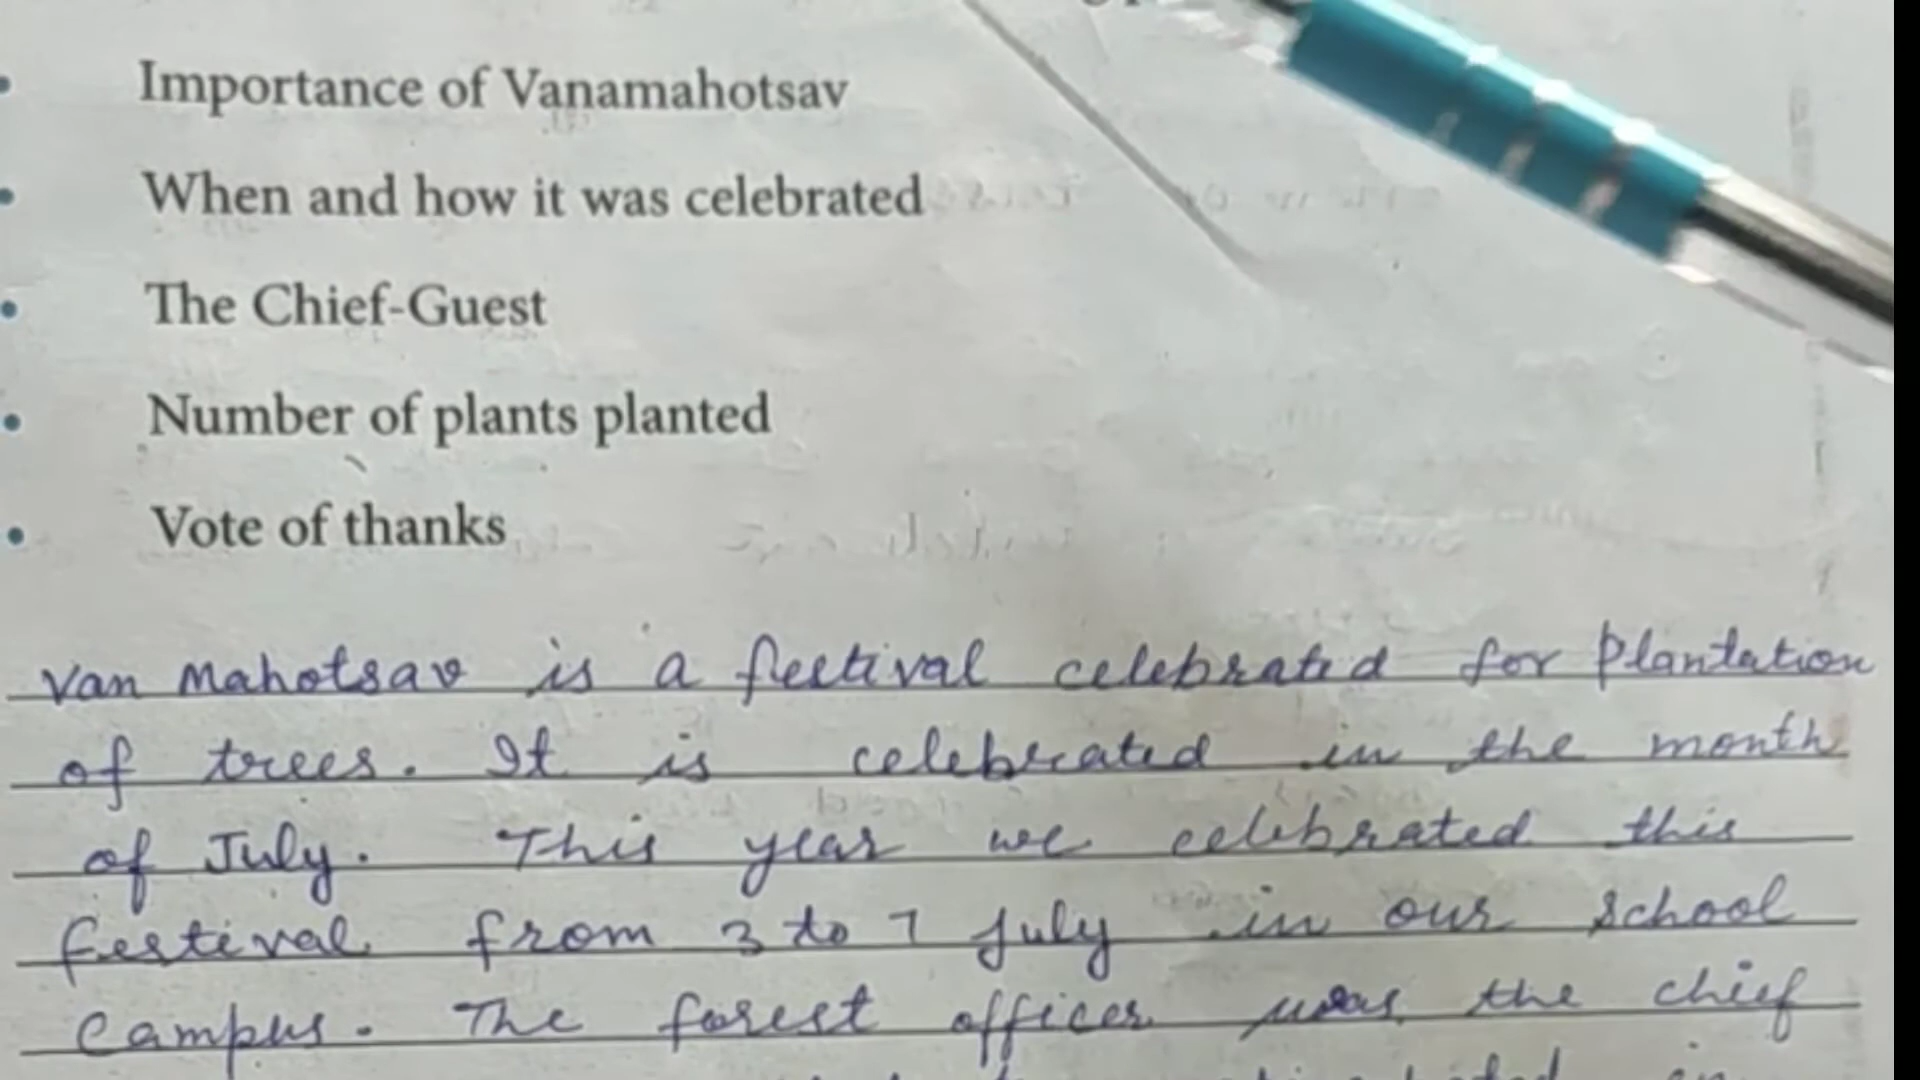 • Importance of Vanamahotsav
• When and how it was celebrated
• The Chief-Guest
• Number of plants planted
• Vote of thanks
Van Mahotsav is a festival celebrated for Plantation
of trees. It is celebrated in the month
of July. This year we celebrated this
festival from 3 to 7 July in our school
campus. The forest officer was the chief
in